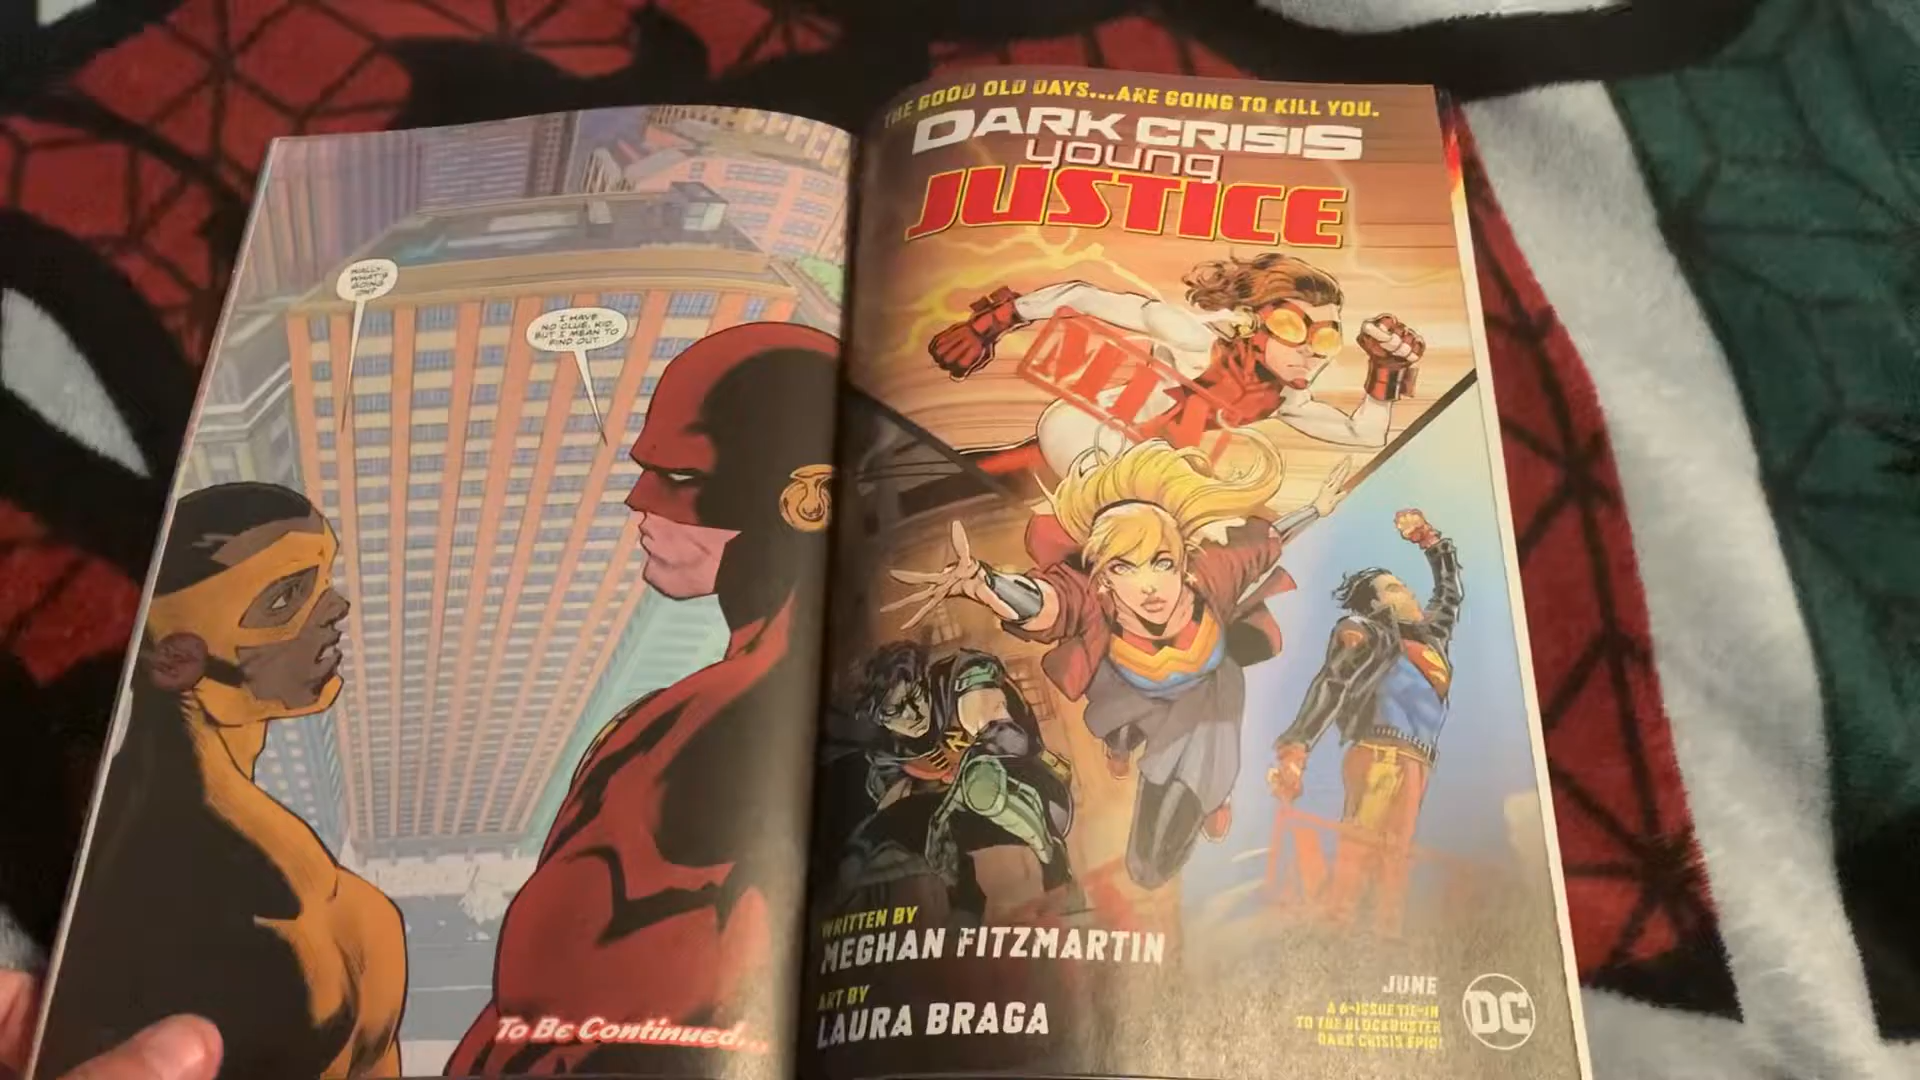 WALLY,
WHAT'S
GOING
ON?
I HAVE
NO CLUE, KID.
BUT I MEAN TO
FIND OUT...
To Be Continued...
THE GOOD OLD DAYS...ARE GOING TO KILL YOU.
DARK CRISIS
young
JUSTICE
R
WRITTEN BY
MEGHAN FITZMARTIN
ART BY
LAURA BRAGA
JUNE
A 6-ISSUE TIE-IN
TO THE BLOCKBUSTER
DARK CRISIS EPIC!
DC